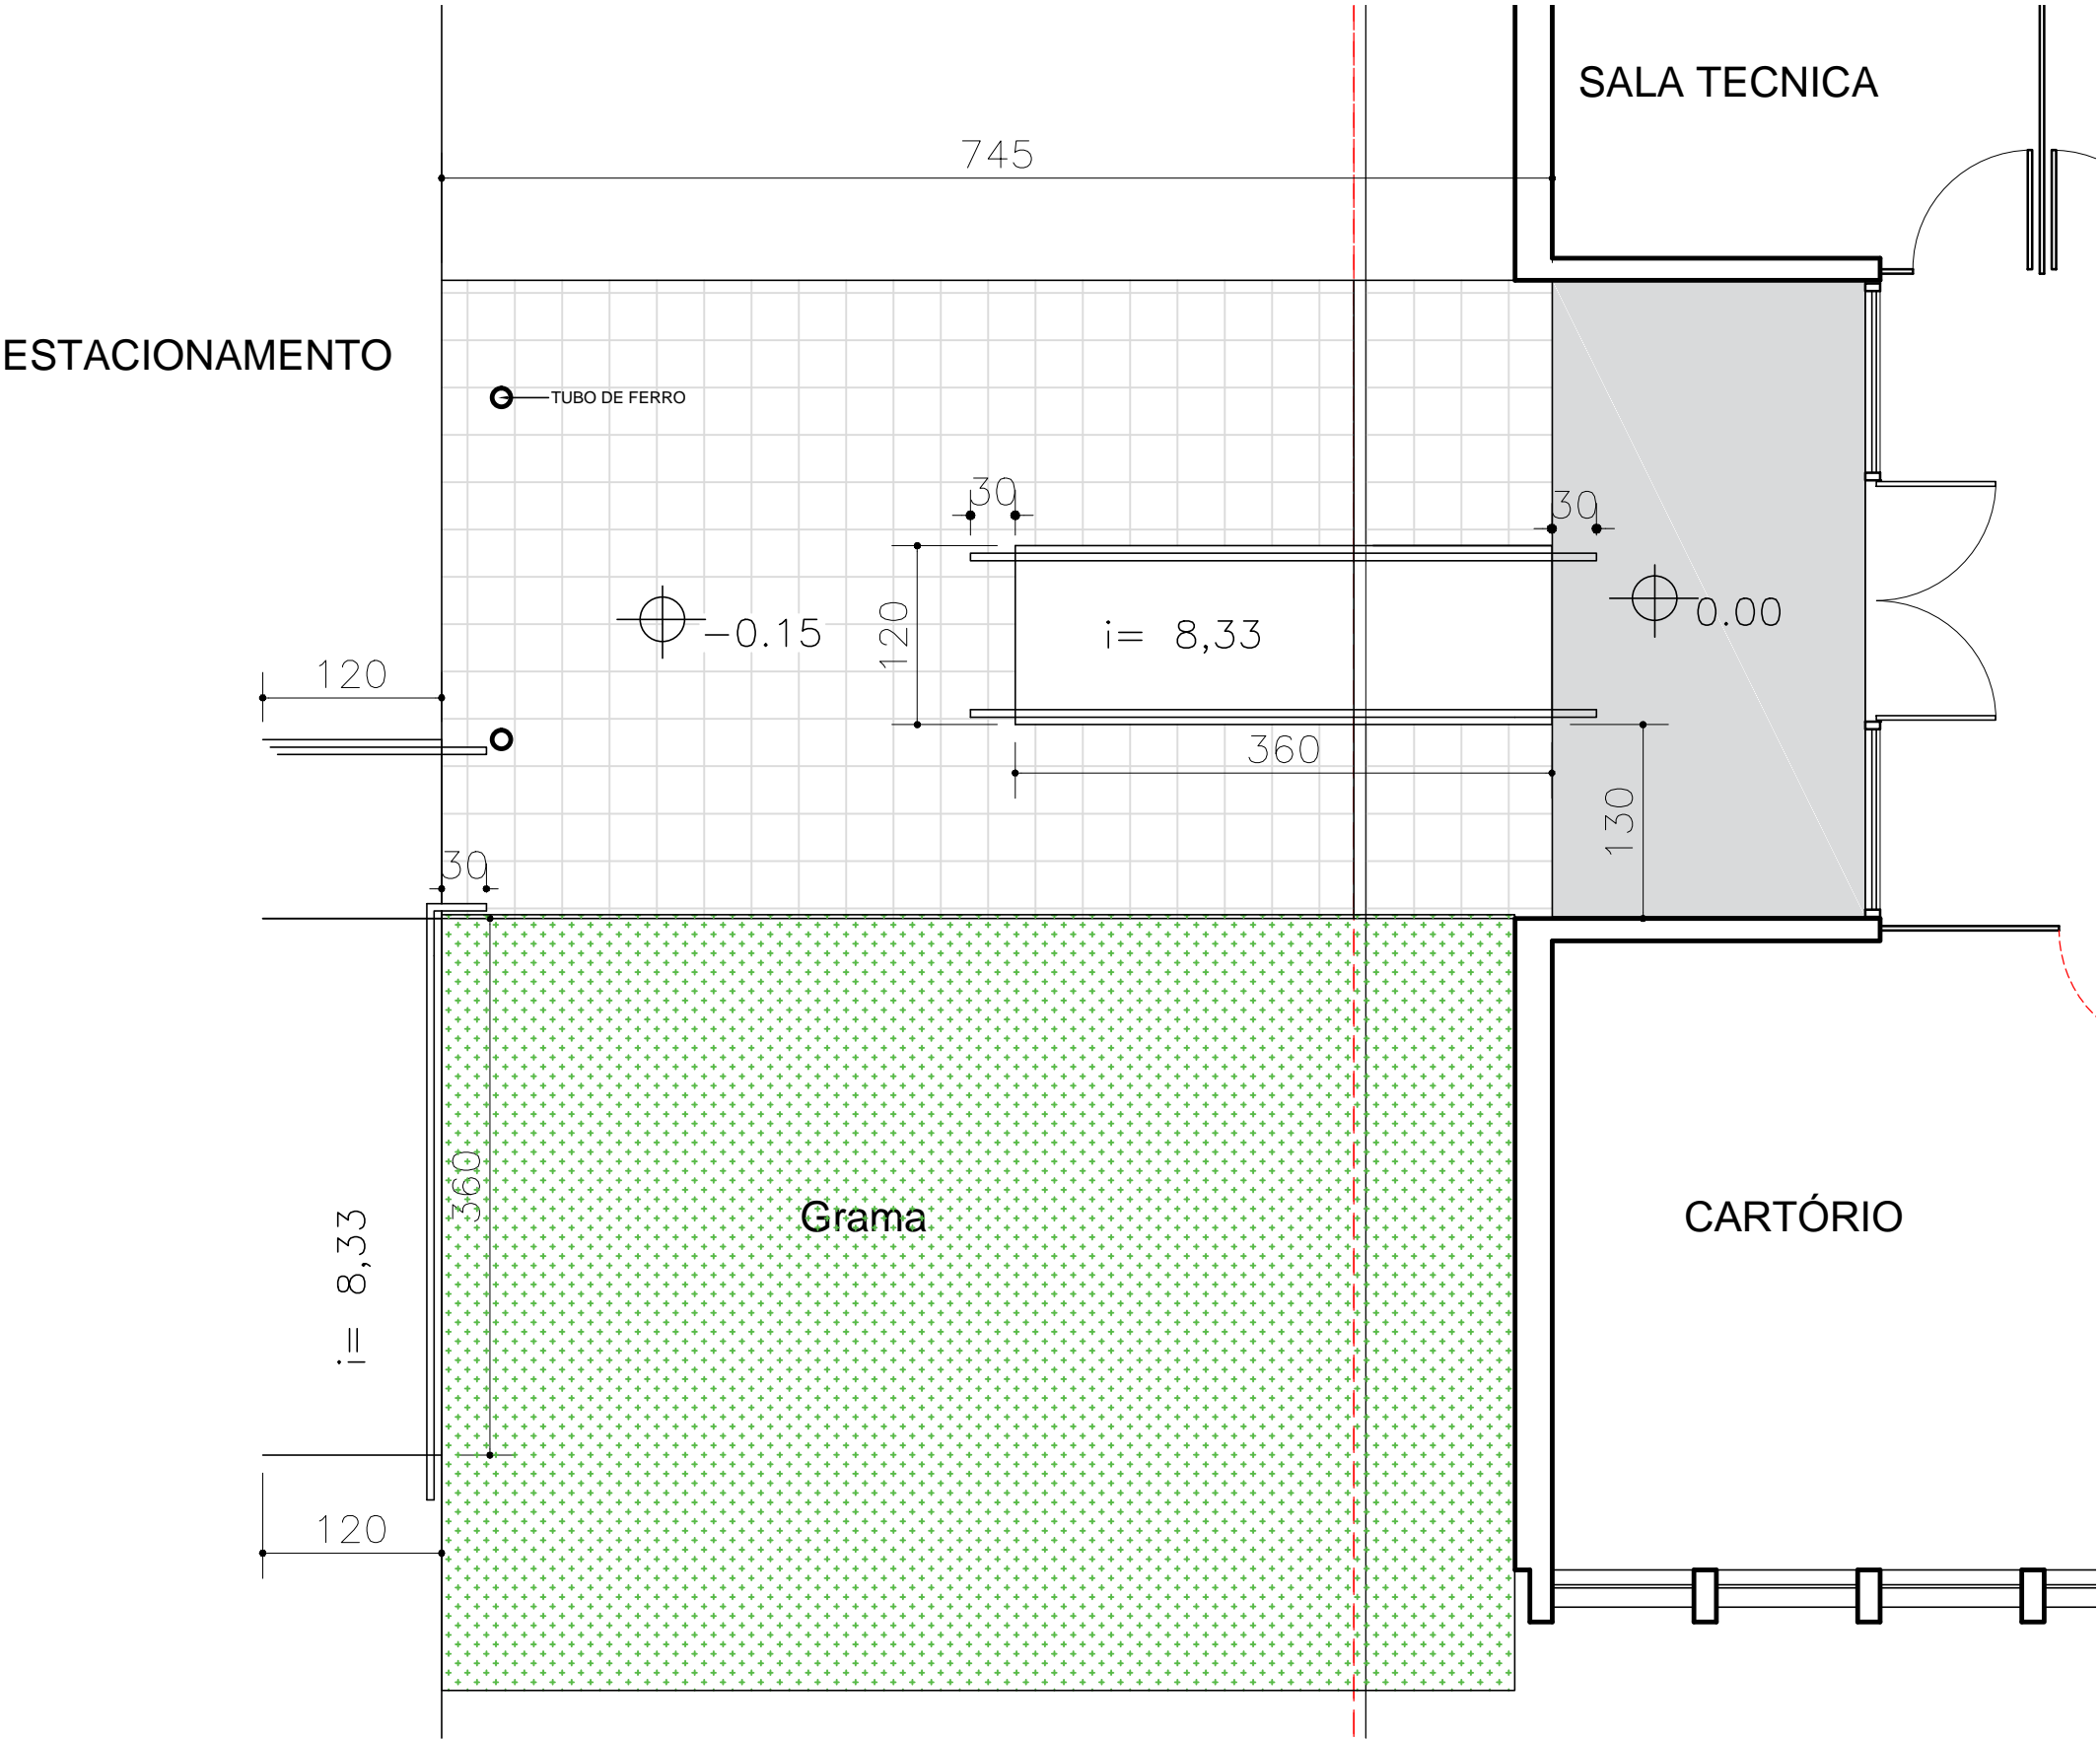 SALA TECNICA
745
ESTACIONAMENTO
TUBO DE FERRO
30
30
120
i= 8,33
-0.15
0.00
120
360
130
30
360
i= 8,33
Grama
CARTÓRIO
120